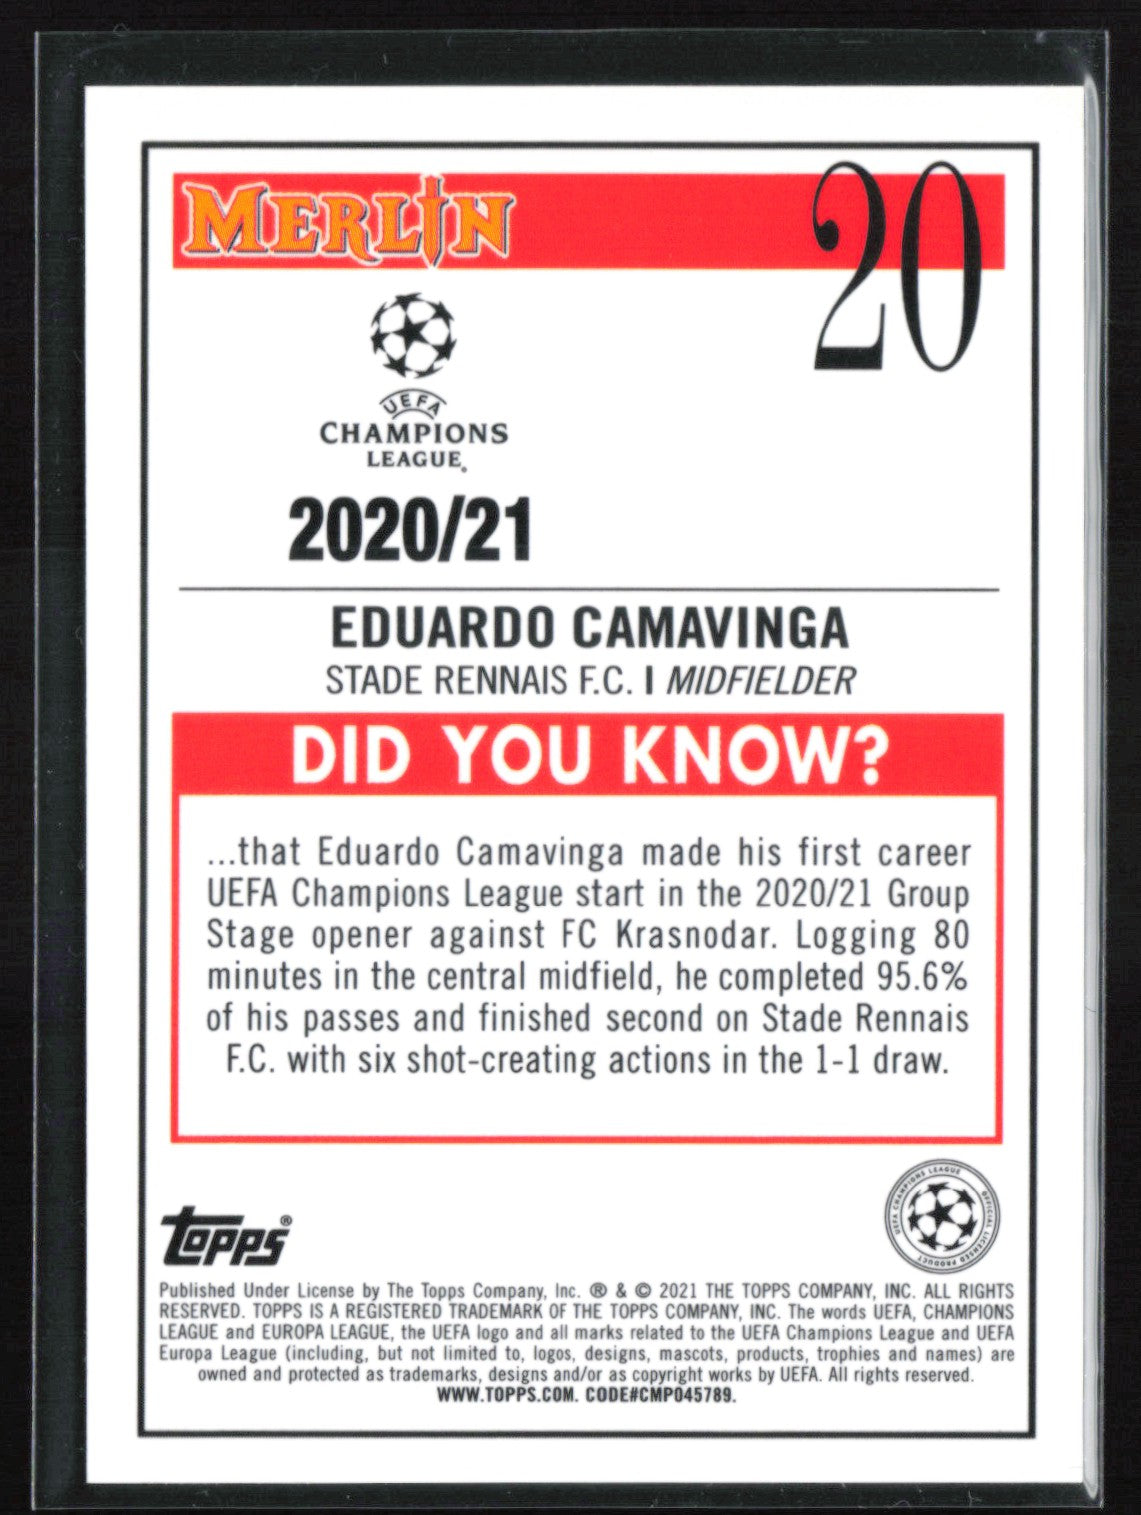 MERLIN
20
UEFA
CHAMPIONS
LEAGUE®
2020/21
EDUARDO CAMAVINGA
STADE RENNAIS F.C. | MIDFIELDER
DID YOU KNOW?
...that Eduardo Camavinga made his first career
UEFA Champions League start in the 2020/21 Group
Stage opener against FC Krasnodar. Logging 80
minutes in the central midfield, he completed 95.6%
of his passes and finished second on Stade Rennais
F.C. with six shot-creating actions in the 1-1 draw.
topps®
UEFA CHAMPIONS LEAGUE OFFICIAL LICENSED PRODUCT
Published Under License by The Topps Company, Inc. ® & © 2021 THE TOPPS COMPANY, INC. ALL RIGHTS
RESERVED. TOPPS IS A REGISTERED TRADEMARK OF THE TOPPS COMPANY, INC. The words UEFA, CHAMPIONS
LEAGUE and EUROPA LEAGUE, the UEFA logo and all marks related to the UEFA Champions League and UEFA
Europa League (including, but not limited to, logos, designs, mascots, products, trophies and names) are
owned and protected as trademarks, designs and/or as copyright works by UEFA. All rights reserved.
WWW.TOPPS.COM. CODE#CMP045789.